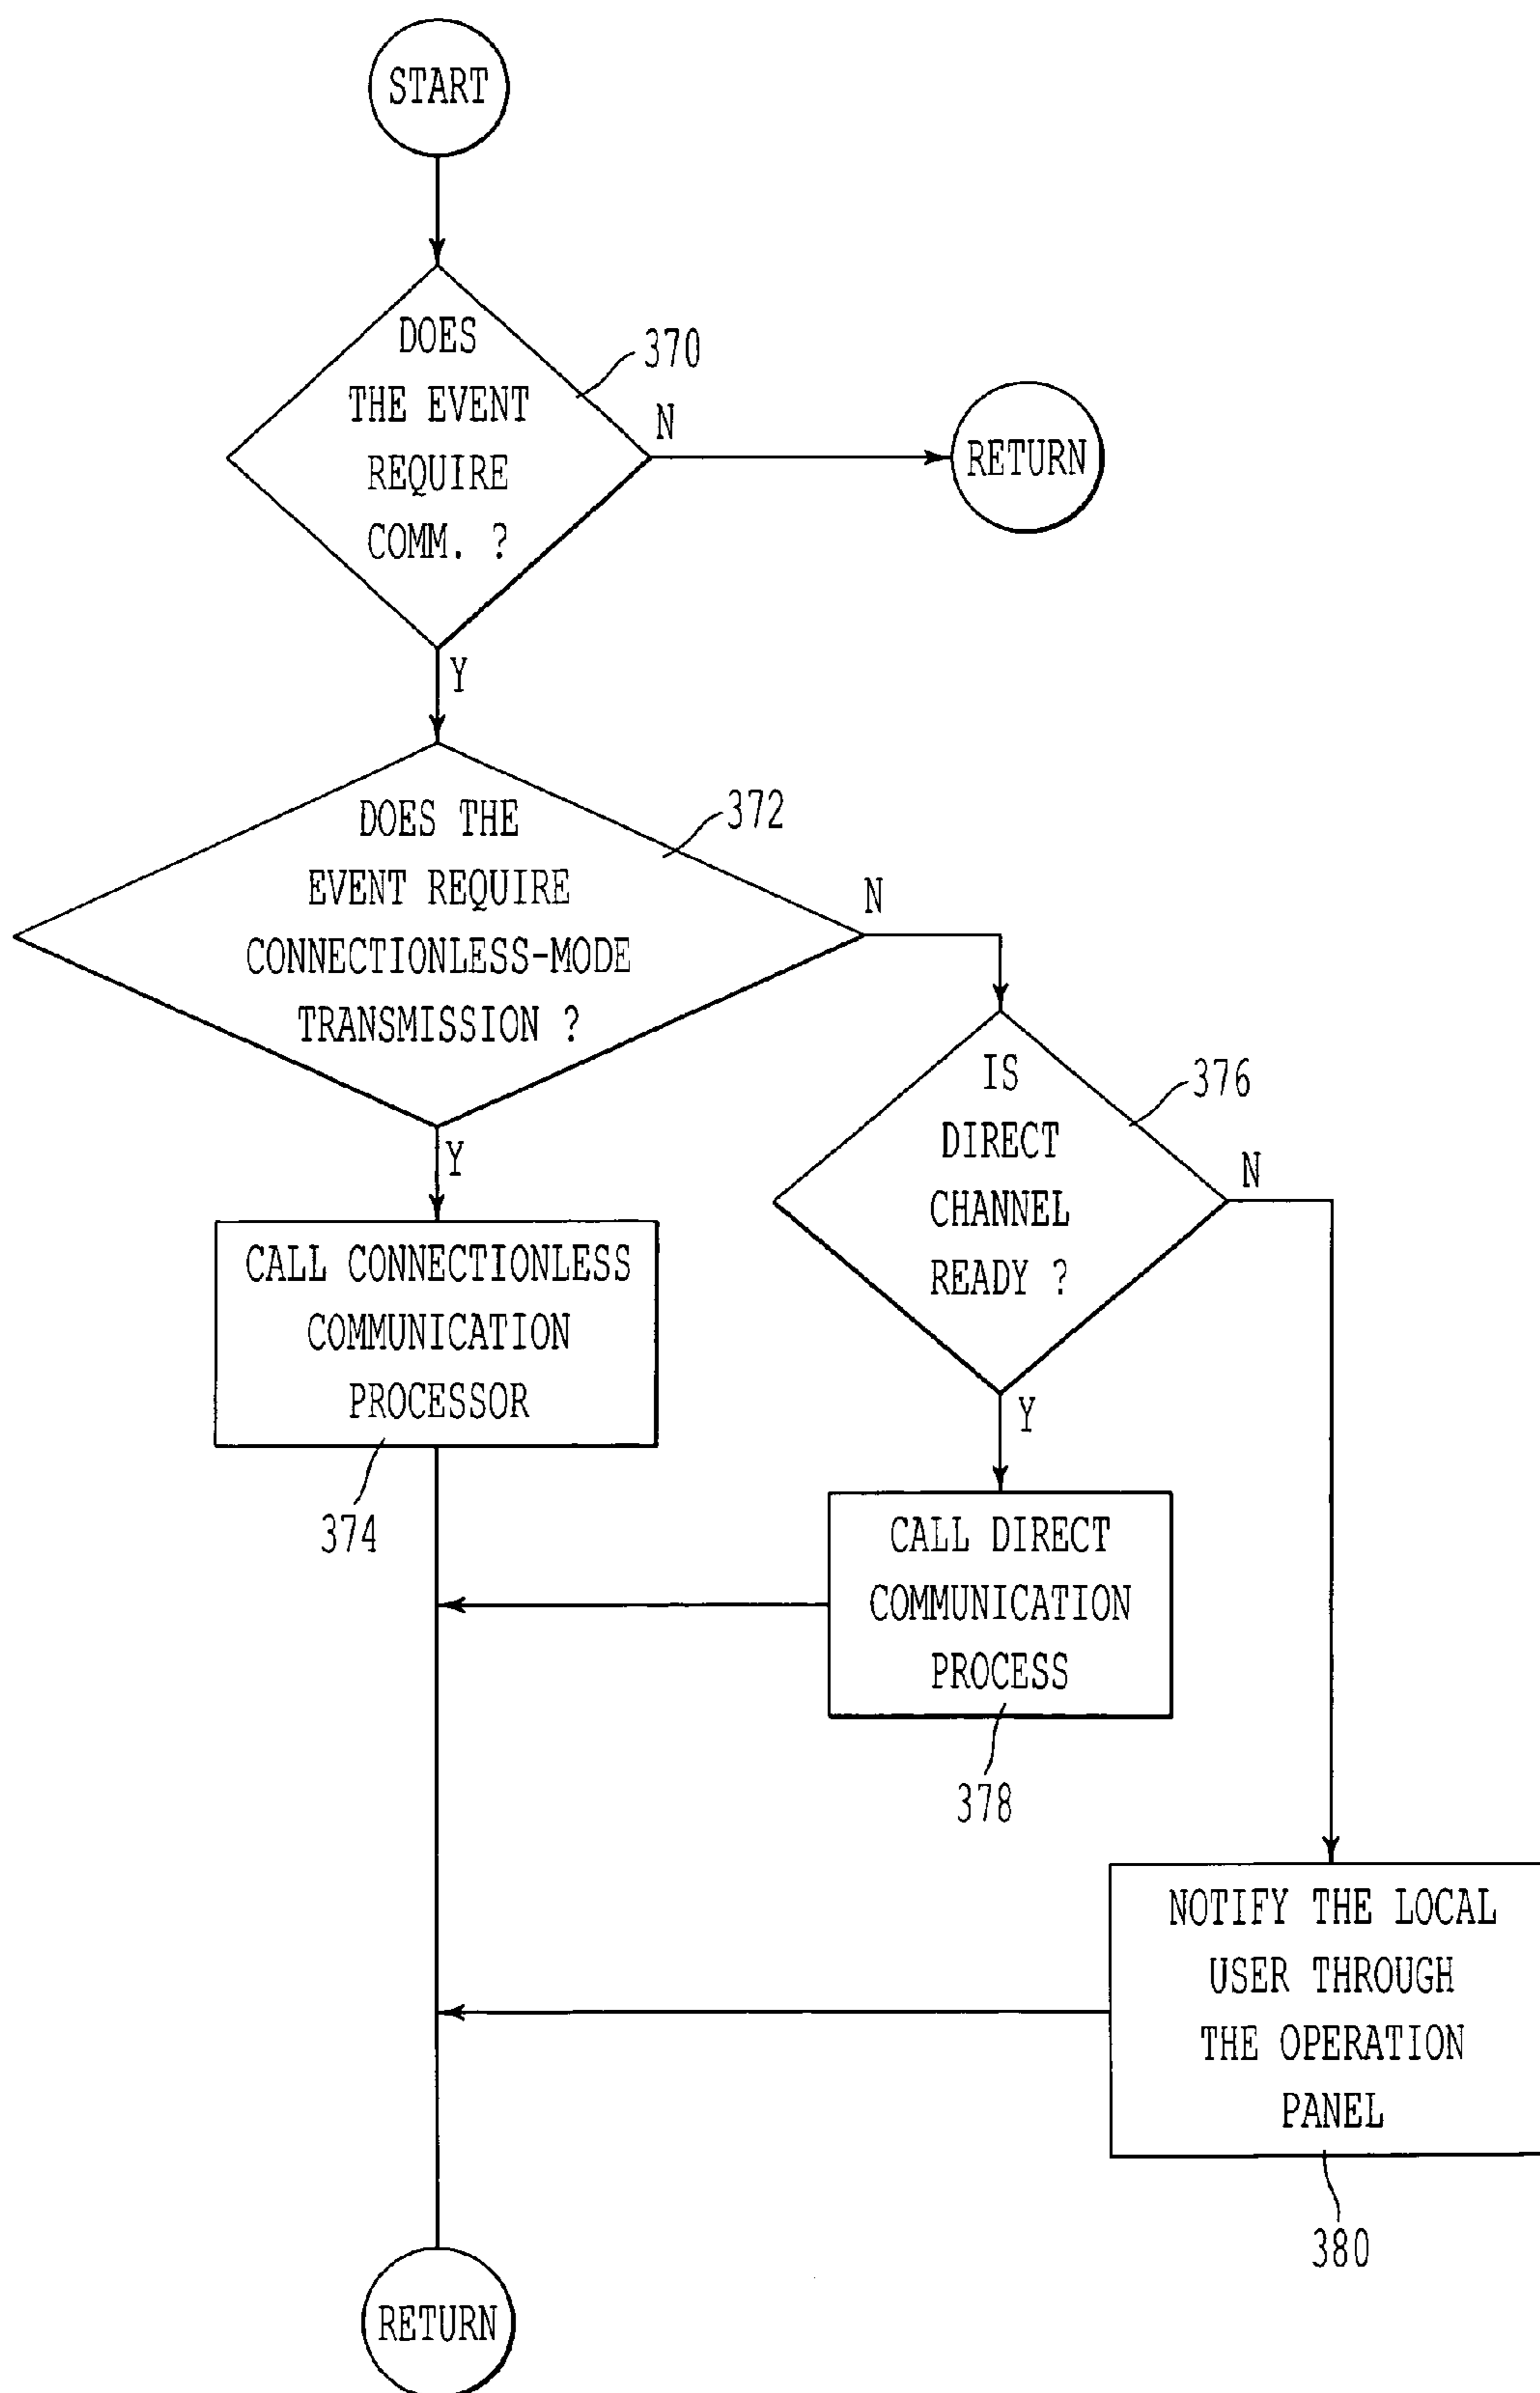 START
DOES
THE EVENT
REQUIRE
COMM. ?
370
N
RETURN
Y
DOES THE
EVENT REQUIRE
CONNECTIONLESS-MODE
TRANSMISSION ?
372
N
Y
IS
DIRECT
CHANNEL
READY ?
376
N
Y
CALL CONNECTIONLESS
COMMUNICATION
PROCESSOR
374
CALL DIRECT
COMMUNICATION
PROCESS
378
NOTIFY THE LOCAL
USER THROUGH
THE OPERATION
PANEL
380
RETURN